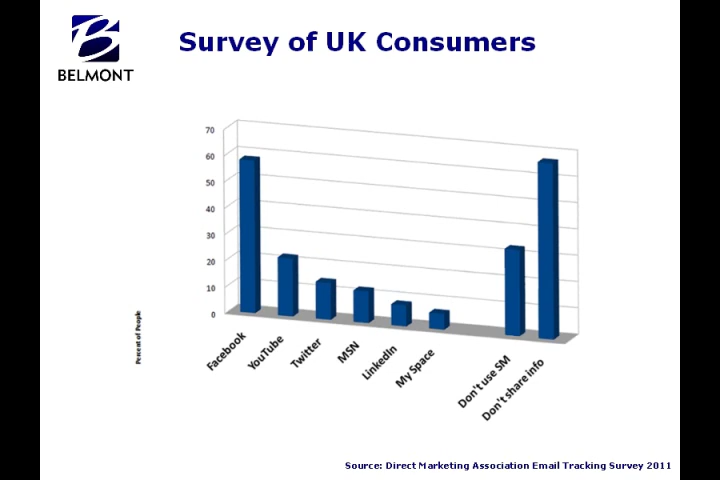 Survey of UK Consumers
BELMONT
70
60
50
40
30
20
10
0
Percent of People
Facebook
YouTube
Twitter
MSN
LinkedIn
My Space
Don't use SM
Don't share info
Source: Direct Marketing Association Email Tracking Survey 2011